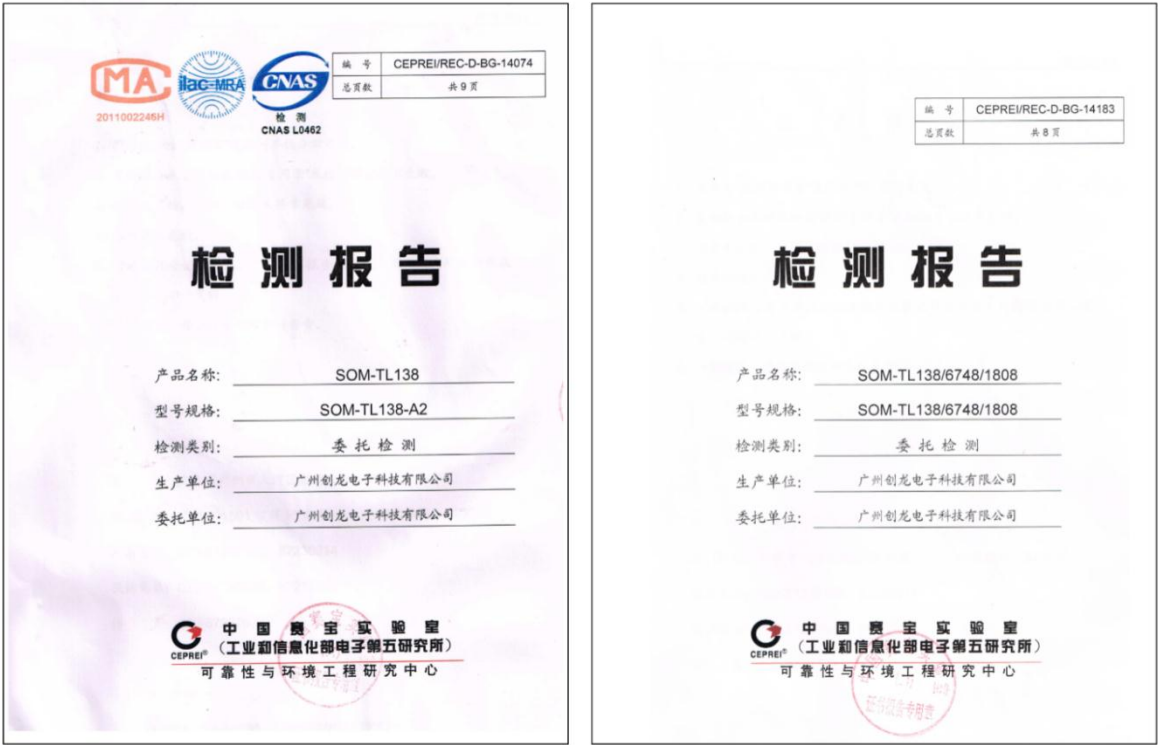 MA
2011002246H
ilac-MRA
CNAS
检 测
CNAS L0462
编 号 CEPREI/REC-D-BG-14074
总页数 共 9 页
检测报告
产品名称: SOM-TL138
型号规格: SOM-TL138-A2
检测类别: 委 托 检 测
生产单位: 广州创龙电子科技有限公司
委托单位: 广州创龙电子科技有限公司
CEPREI®
中国赛宝实验室
(工业和信息化部电子第五研究所)
可靠性与环境工程研究中心
编 号 CEPREI/REC-D-BG-14183
总页数 共 8 页
检测报告
产品名称: SOM-TL138/6748/1808
型号规格: SOM-TL138/6748/1808
检测类别: 委 托 检 测
生产单位: 广州创龙电子科技有限公司
委托单位: 广州创龙电子科技有限公司
CEPREI®
中国赛宝实验室
(工业和信息化部电子第五研究所)
可靠性与环境工程研究中心